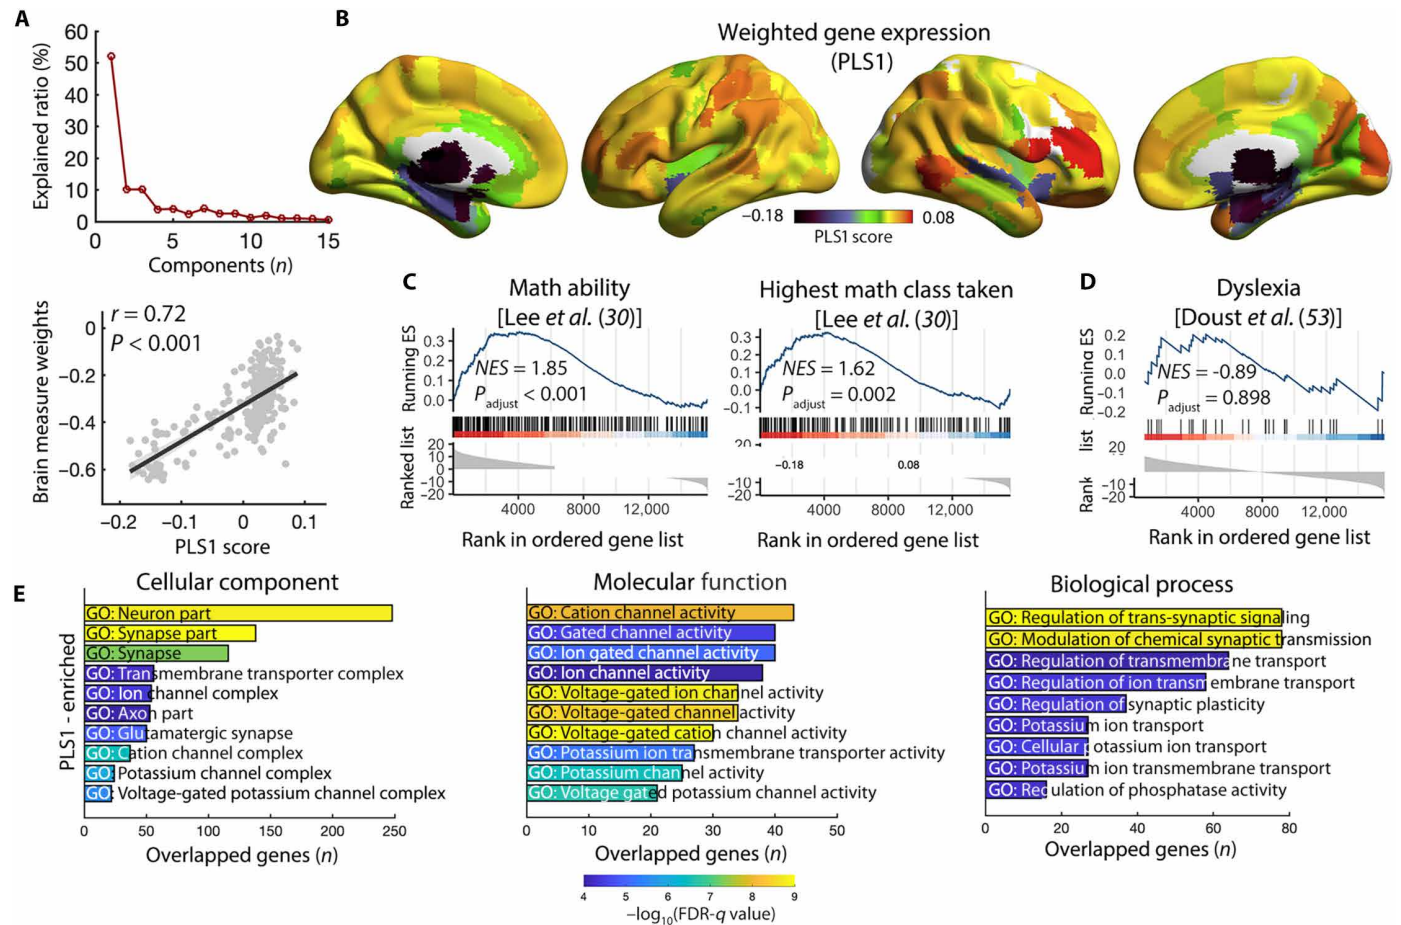 A
60
50
40
30
20
10
0
Explained ratio (%)
0 5 10 15
Components (n)
B
Weighted gene expression
(PLS1)
−0.18 0.08
PLS1 score
r = 0.72
P < 0.001
0
−0.2
−0.4
−0.6
Brain measure weights
−0.2 −0.1 0 0.1
PLS1 score
C
Math ability
[Lee et al. (30)]
Running ES
0.3
0.2
0.1
0.0
NES = 1.85
Padjust < 0.001
Ranked list
20
10
0
−10
−20
4000 8000 12,000
Rank in ordered gene list
Highest math class taken
[Lee et al. (30)]
Running ES
0.3
0.2
0.1
0.0
−0.1
NES = 1.62
Padjust = 0.002
20
−0.18 0.08
−10
−20
4000 8000 12,000
Rank in ordered gene list
D
Dyslexia
[Doust et al. (53)]
Running ES
0.2
0.1
0.0
−0.1
−0.2
NES = -0.89
Padjust = 0.898
Rank list
20
−10
−20
4000 8000 12,000
Rank in ordered gene list
E
PLS1 - enriched
Cellular component
GO: Neuron part
GO: Synapse part
GO: Synapse
GO: Transmembrane transporter complex
GO: Ion channel complex
GO: Axon part
GO: Glutamatergic synapse
GO: Cation channel complex
GO: Potassium channel complex
GO: Voltage-gated potassium channel complex
0 50 100 150 200 250
Overlapped genes (n)
Molecular function
GO: Cation channel activity
GO: Gated channel activity
GO: Ion gated channel activity
GO: Ion channel activity
GO: Voltage-gated ion channel activity
GO: Voltage-gated channel activity
GO: Voltage-gated cation channel activity
GO: Potassium ion transmembrane transporter activity
GO: Potassium channel activity
GO: Voltage gated potassium channel activity
0 10 20 30 40 50
Overlapped genes (n)
4 5 6 7 8 9
−log10(FDR-q value)
Biological process
GO: Regulation of trans-synaptic signaling
GO: Modulation of chemical synaptic transmission
GO: Regulation of transmembrane transport
GO: Regulation of ion transmembrane transport
GO: Regulation of synaptic plasticity
GO: Potassium ion transport
GO: Cellular potassium ion transport
GO: Potassium ion transmembrane transport
GO: Regulation of phosphatase activity
0 20 40 60 80
Overlapped genes (n)